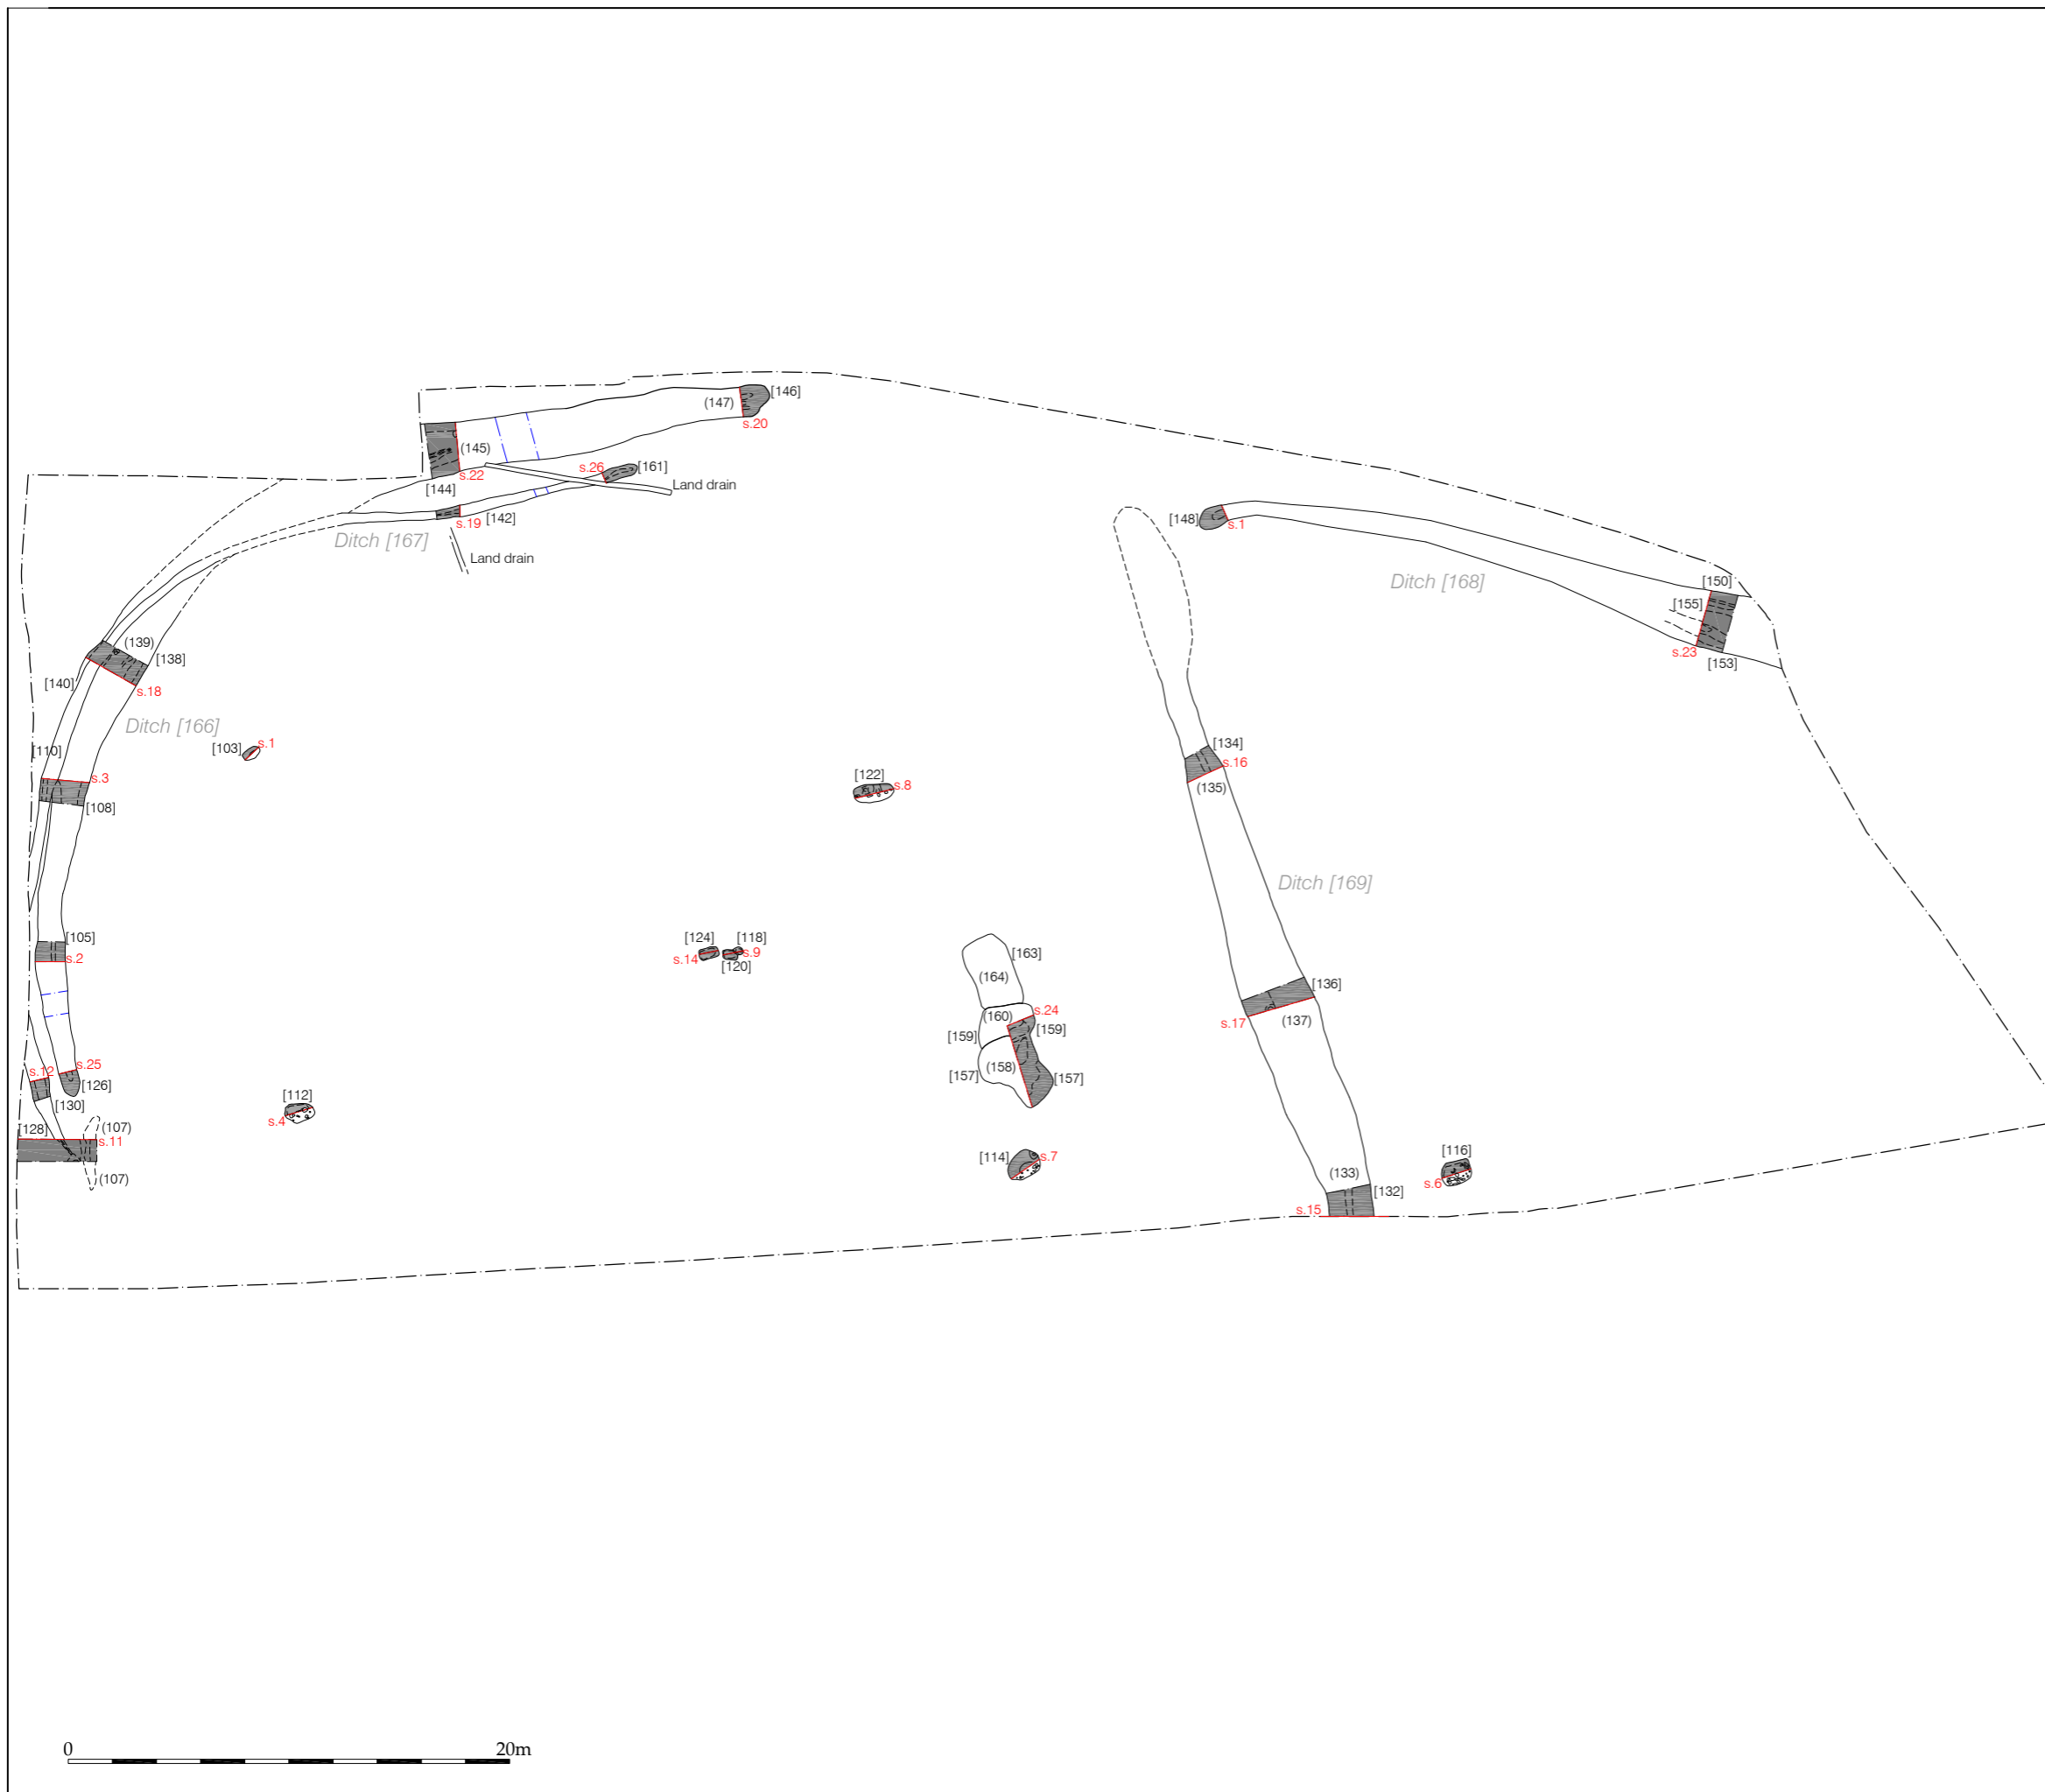 [146]
(147)
s.20
(145)
s.22
[144]
s.26
[161]
Land drain
s.19
[142]
Ditch [167]
Land drain
[148]
s.1
Ditch [168]
[150]
[155]
s.23
[153]
(139)
[138]
[140]
s.18
Ditch [166]
[110]
[103]
s.1
s.3
[108]
[134]
s.16
(135)
[122]
s.8
Ditch [169]
[105]
s.2
[124]
s.14
[118]
s.9
[120]
[163]
(164)
[136]
s.17
(137)
s.24
(160)
[159]
[159]
(158)
[157]
[157]
s.25
s.12
[126]
[130]
[112]
s.4
[128]
(107)
s.11
(107)
[114]
s.7
[116]
s.6
(133)
[132]
s.15
0 20m